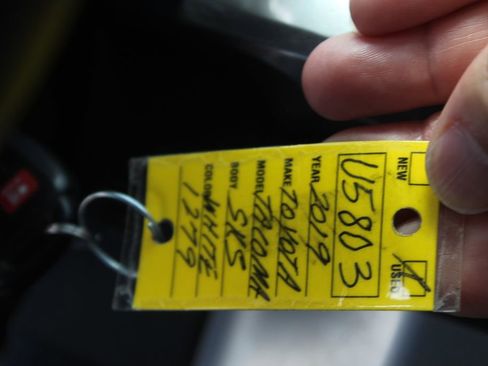 NEW USED
U5803
YEAR 2019
MAKE TOYOTA
MODEL TACOMA
BODY SR5
COLOR WHITE
1279